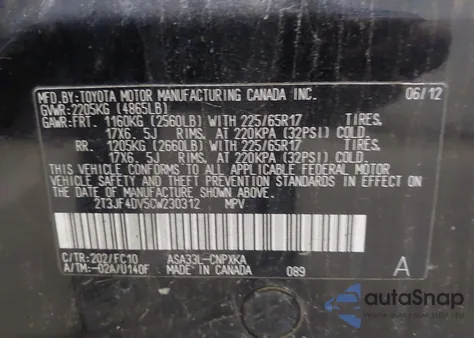 MFD.BY:TOYOTA MOTOR MANUFACTURING CANADA INC. 06/12
GVWR:2205KG (4865LB)
GAWR:FRT. 1160KG (2560LB) WITH 225/65R17 TIRES.
17X6. 5J RIMS. AT 220KPA (32PSI) COLD.
RR. 1205KG (2660LB) WITH 225/65R17 TIRES.
17X6. 5J RIMS. AT 220KPA (32PSI) COLD.
THIS VEHICLE CONFORMS TO ALL APPLICABLE FEDERAL MOTOR
VEHICLE SAFETY AND THEFT PREVENTION STANDARDS IN EFFECT ON
THE DATE OF MANUFACTURE SHOWN ABOVE.
2T3JF4DV5CW230312 MPV
C/TR:202/FC10 ASA33L-CNPXKA
A/TM:-02A/U140F MADE IN CANADA 089 A
autoSnap